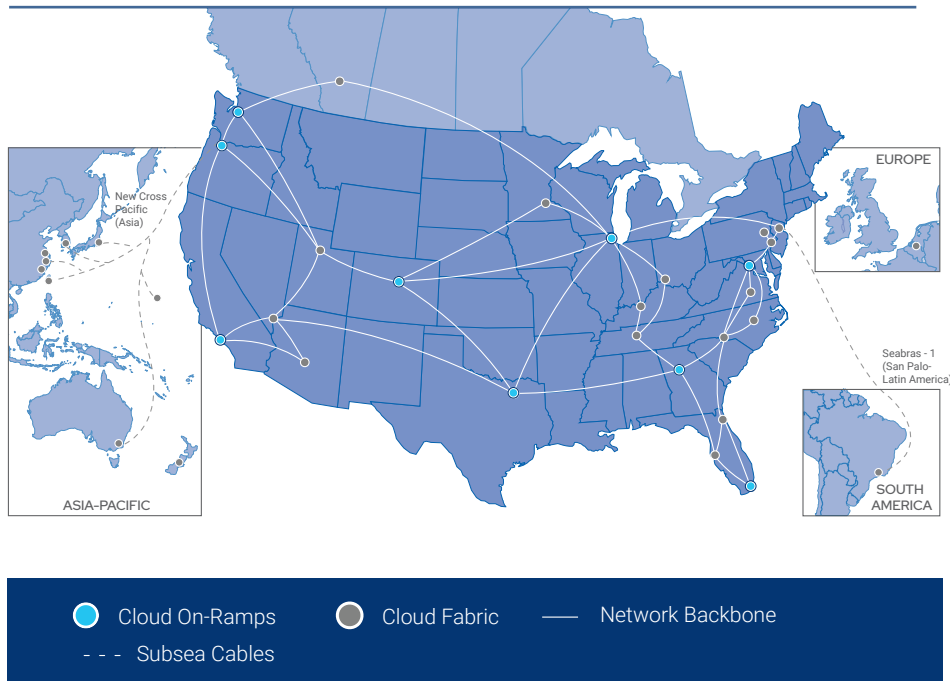 EUROPE
New Cross
Pacific
(Asia)
Seabras - 1
(San Palo-
Latin America)
ASIA-PACIFIC
SOUTH
AMERICA
Cloud On-Ramps
Cloud Fabric
Network Backbone
Subsea Cables